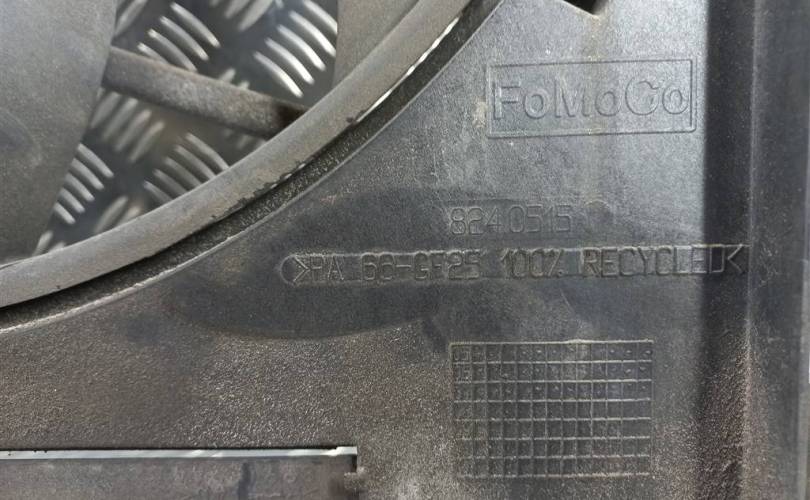 FoMoCo
8240515
>PA 66-GF25 100% RECYCLED<